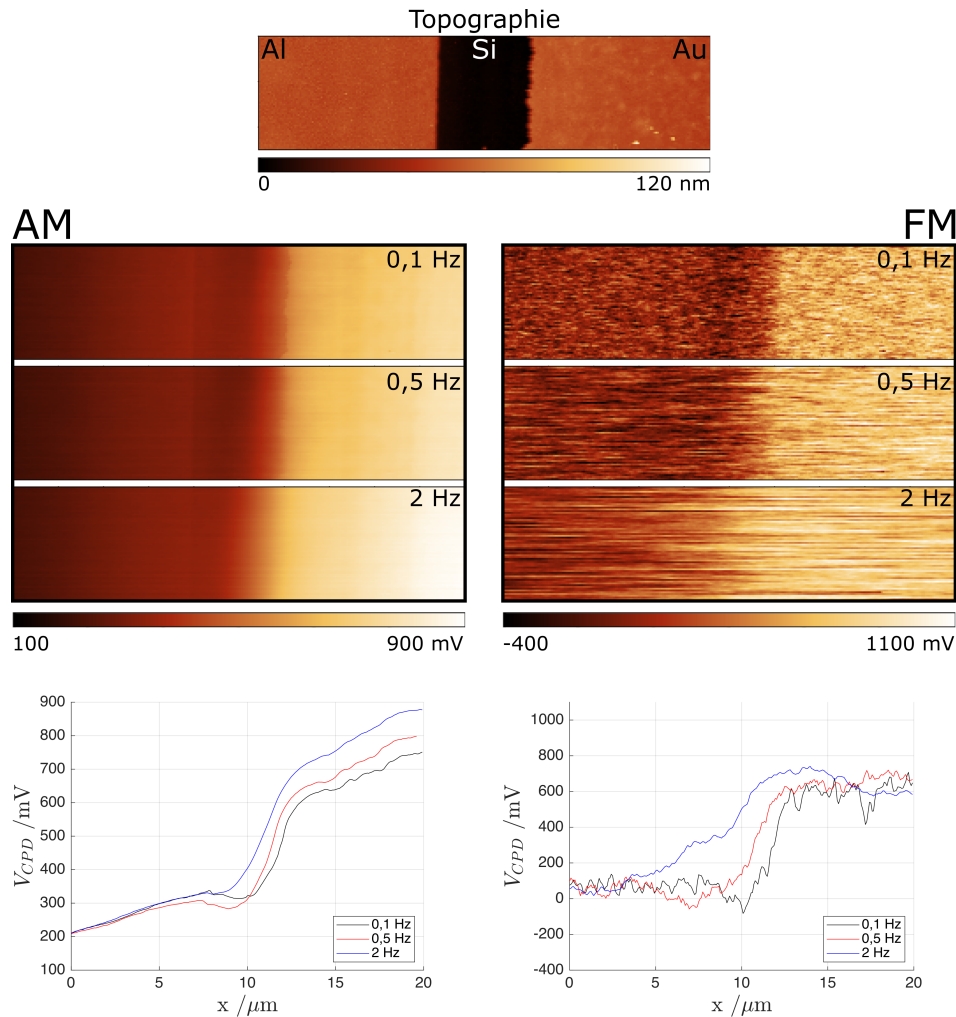 Topographie
Al Si Au
0 120 nm
AM FM
0,1 Hz 0,1 Hz
0,5 Hz 0,5 Hz
2 Hz 2 Hz
100 900 mV -400 1100 mV
900
800
700
600
500
400
300
200
100
V_CPD /mV
0 5 10 15 20
x /μm
0,1 Hz
0,5 Hz
2 Hz
1000
800
600
400
200
0
-200
-400
V_CPD /mV
0 5 10 15 20
x /μm
0,1 Hz
0,5 Hz
2 Hz